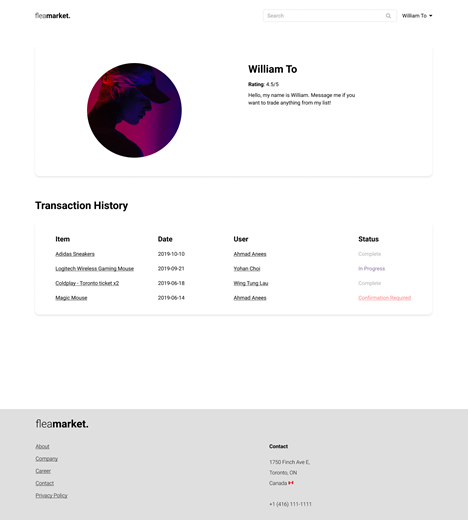 fleamarket.
Search
William To
William To
Rating: 4.5/5
Hello, my name is William. Message me if you
want to trade anything from my list!
Transaction History
Item Date User Status
Adidas Sneakers 2019-10-10 Ahmad Anees Complete
Logitech Wireless Gaming Mouse 2019-09-21 Yohan Choi In Progress
Coldplay - Toronto ticket x2 2019-06-18 Wing Tung Lau Complete
Magic Mouse 2019-06-14 Ahmad Anees Confirmation Required
fleamarket.
About
Company
Career
Contact
Privacy Policy
Contact
1750 Finch Ave E,
Toronto, ON
Canada 🇨🇦
+1 (416) 111-1111